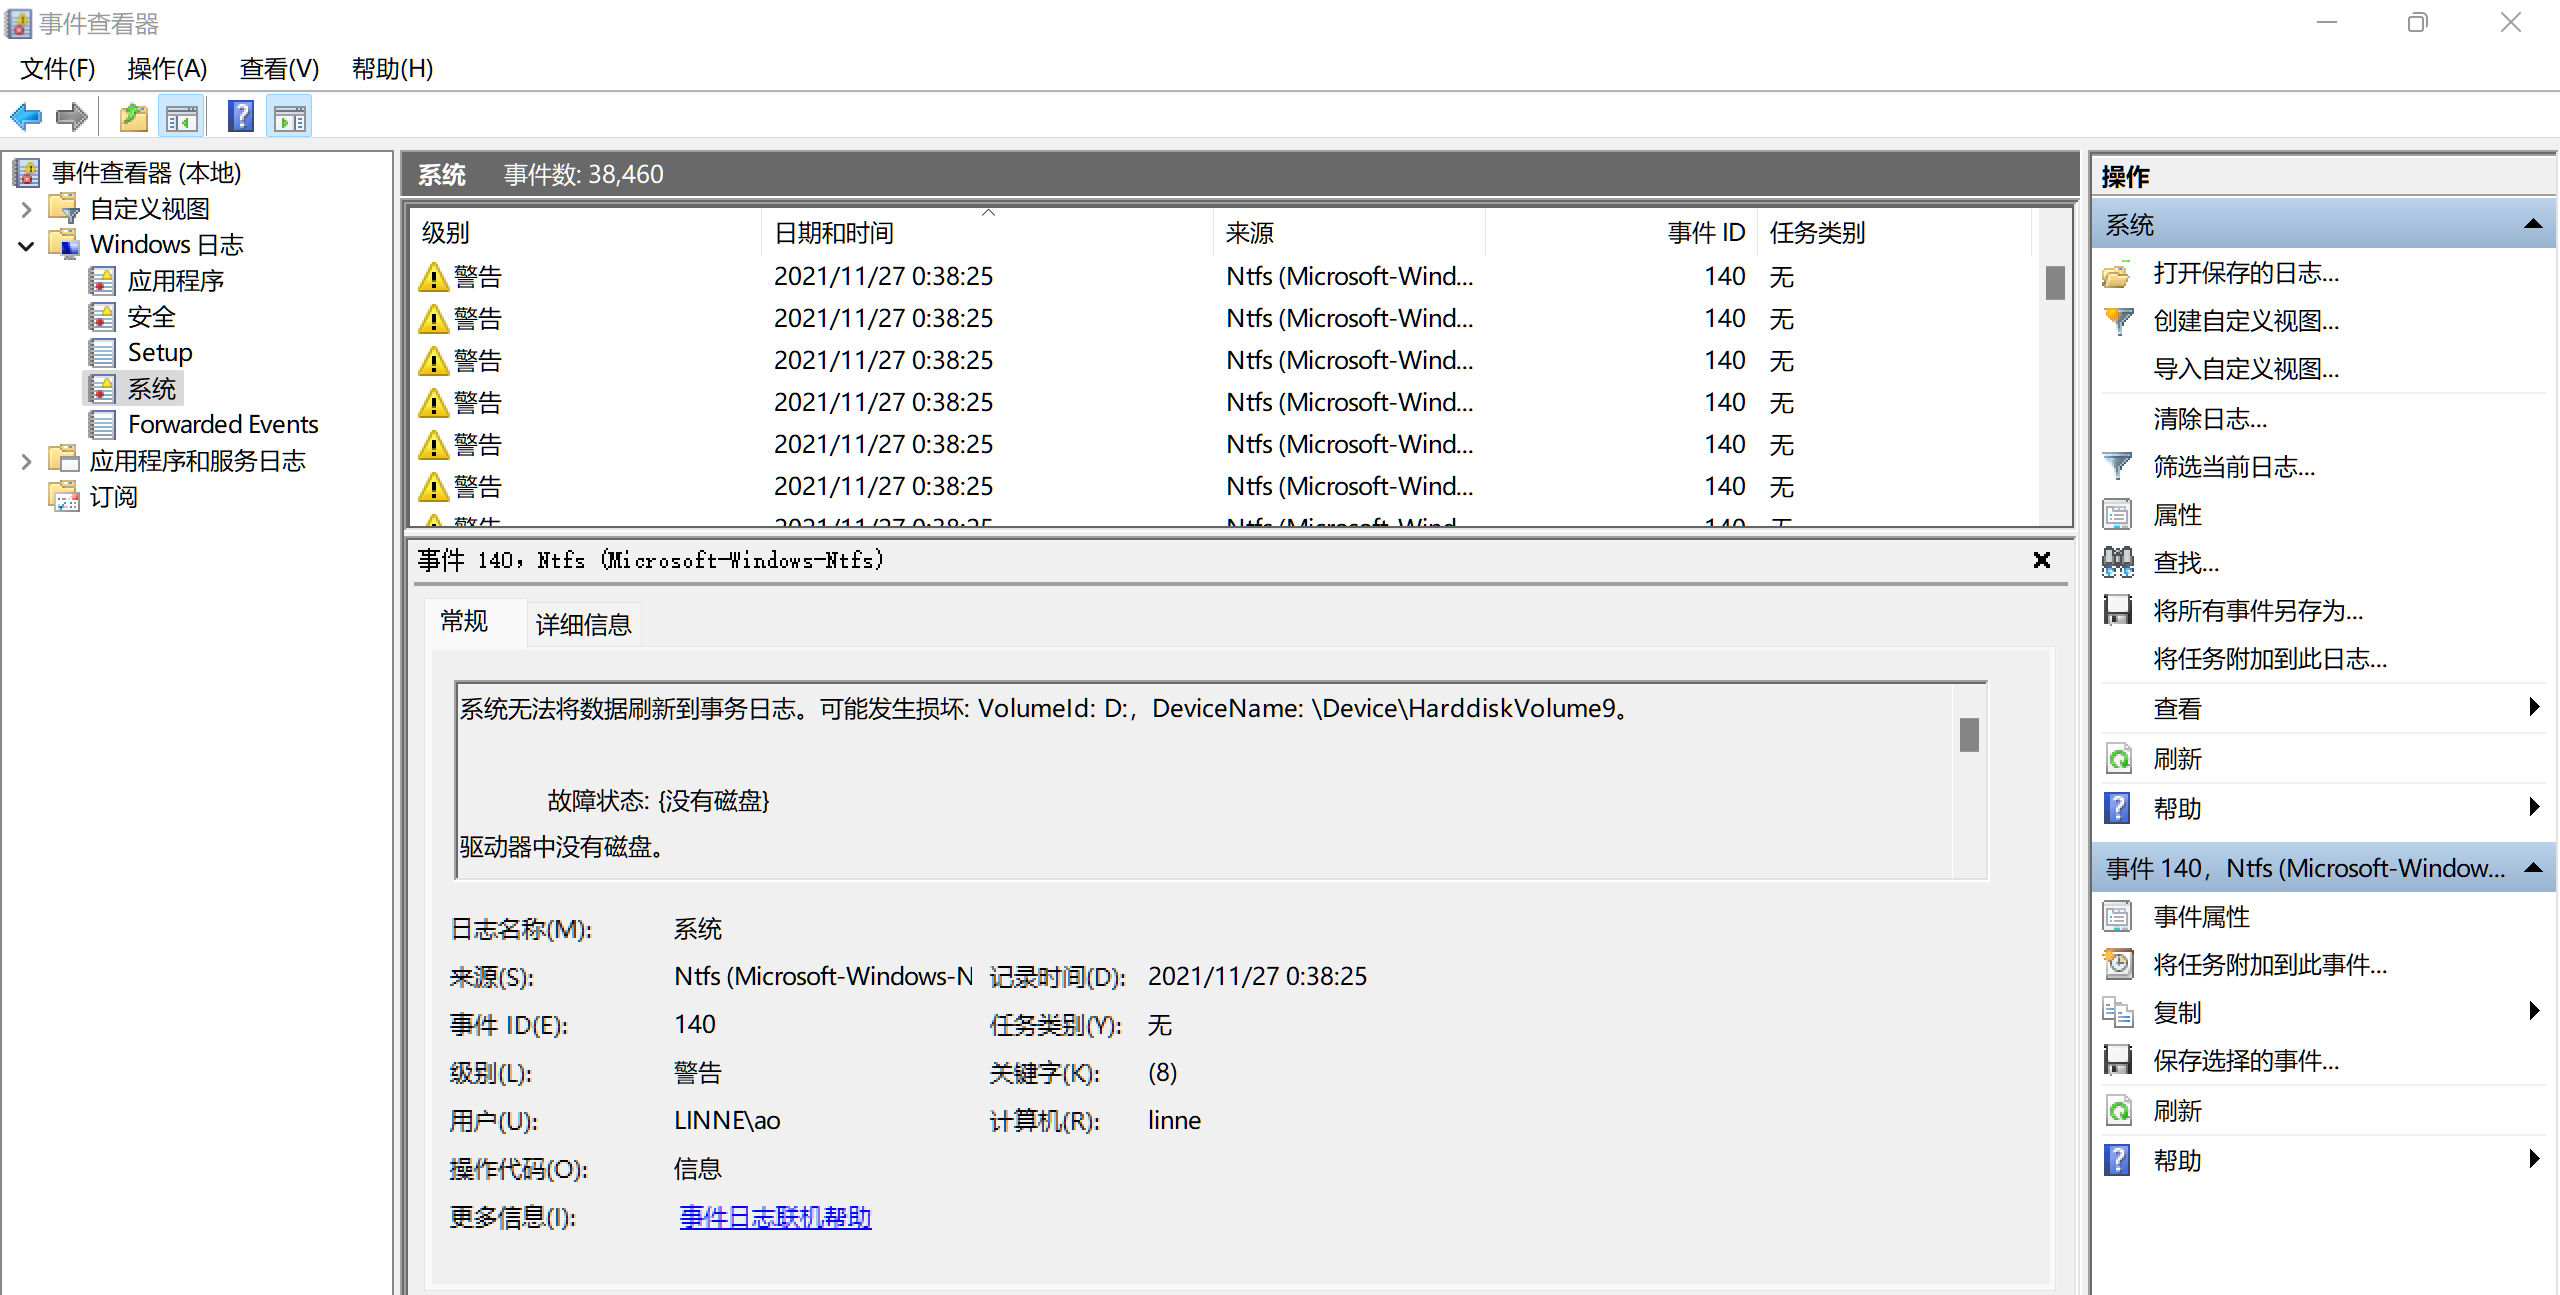 事件查看器
文件(F) 操作(A) 查看(V) 帮助(H)
事件查看器 (本地)
自定义视图
Windows 日志
应用程序
安全
Setup
系统
Forwarded Events
应用程序和服务日志
订阅
系统 事件数: 38,460
级别 日期和时间 来源 事件 ID 任务类别
警告 2021/11/27 0:38:25 Ntfs (Microsoft-Wind... 140 无
警告 2021/11/27 0:38:25 Ntfs (Microsoft-Wind... 140 无
警告 2021/11/27 0:38:25 Ntfs (Microsoft-Wind... 140 无
警告 2021/11/27 0:38:25 Ntfs (Microsoft-Wind... 140 无
警告 2021/11/27 0:38:25 Ntfs (Microsoft-Wind... 140 无
警告 2021/11/27 0:38:25 Ntfs (Microsoft-Wind... 140 无
警告 2021/11/27 0:38:25 Ntfs (Microsoft-Wind... 140 无
事件 140，Ntfs (Microsoft-Windows-Ntfs)
常规 详细信息
系统无法将数据刷新到事务日志。可能发生损坏: VolumeId: D:，DeviceName: \Device\HarddiskVolume9。
故障状态: {没有磁盘}
驱动器中没有磁盘。
日志名称(M): 系统
来源(S): Ntfs (Microsoft-Windows-N 记录时间(D): 2021/11/27 0:38:25
事件 ID(E): 140 任务类别(Y): 无
级别(L): 警告 关键字(K): (8)
用户(U): LINNE\ao 计算机(R): linne
操作代码(O): 信息
更多信息(I): 事件日志联机帮助
操作
系统
打开保存的日志...
创建自定义视图...
导入自定义视图...
清除日志...
筛选当前日志...
属性
查找...
将所有事件另存为...
将任务附加到此日志...
查看
刷新
帮助
事件 140，Ntfs (Microsoft-Window...
事件属性
将任务附加到此事件...
复制
保存选择的事件...
刷新
帮助